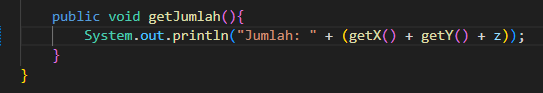 public void getJumlah(){
System.out.println("Jumlah: " + (getX() + getY() + z));
}
}